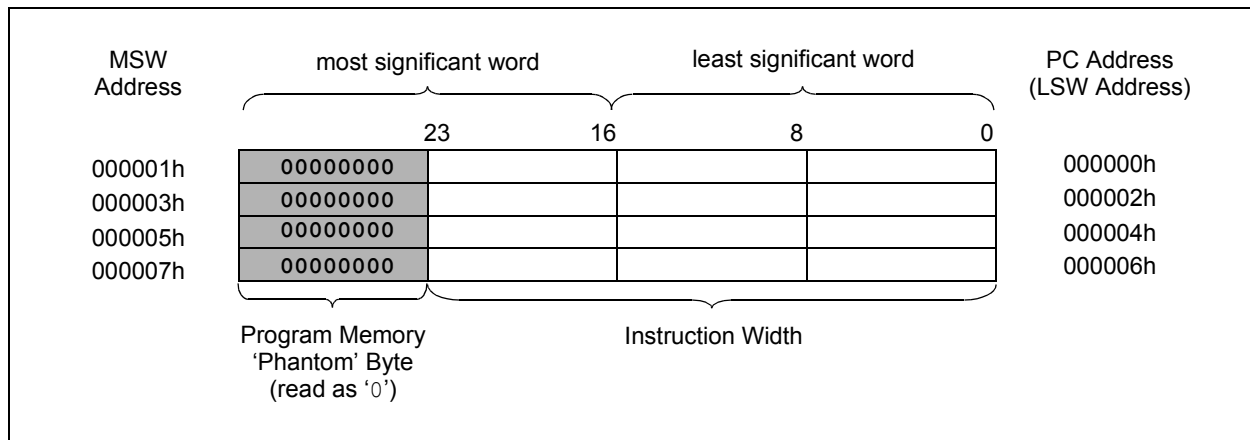 MSW
Address
most significant word
least significant word
PC Address
(LSW Address)
23 16 8 0
000001h 00000000 000000h
000003h 00000000 000002h
000005h 00000000 000004h
000007h 00000000 000006h
Program Memory
‘Phantom’ Byte
(read as ‘0’)
Instruction Width